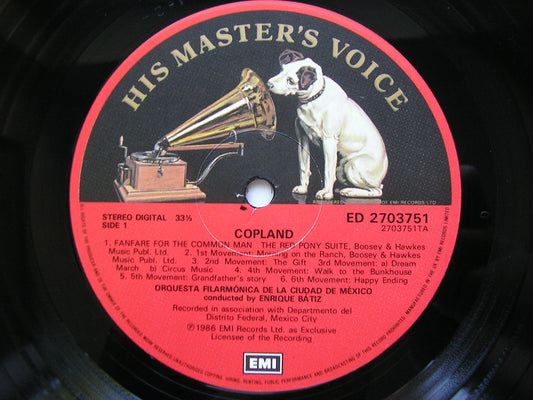 HIS MASTER'S VOICE
STEREO DIGITAL 33⅓
SIDE 1
COPLAND
ED 2703751
2703751TA
1. FANFARE FOR THE COMMON MAN THE RED PONY SUITE, Boosey & Hawkes
Music Publ. Ltd. 2. 1st Movement: Morning on the Ranch, Boosey & Hawkes
Music Publ. Ltd. 3. 2nd Movement: The Gift 3rd Movement: a) Dream
March b) Circus Music 4. 4th Movement: Walk to the Bunkhouse
5. 5th Movement: Grandfather's story 6. 6th Movement: Happy Ending
ORQUESTA FILARMÓNICA DE LA CIUDAD DE MÉXICO
conducted by ENRIQUE BÁTIZ
Recorded in association with Departmento del
Distrito Federal, Mexico City
℗ 1986 EMI Records Ltd. as Exclusive
Licensee of the Recording
EMI